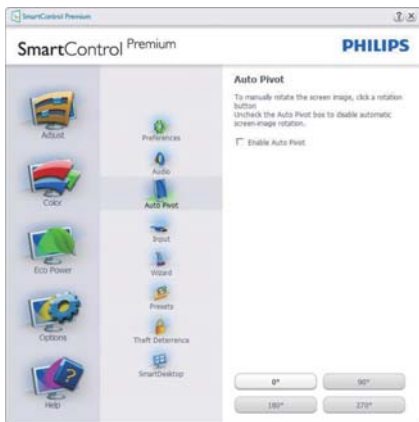 SmartControl Premium
SmartControl Premium
PHILIPS
Adjust
Color
Eco Power
Options
Help
Preferences
Audio
Auto Pivot
Input
Wizard
Presets
Theft Deterrence
SmartDesktop
Auto Pivot
To manually rotate the screen image, click a rotation
button
Uncheck the Auto Pivot box to disable automatic
screen-image rotation.
Enable Auto Pivot
0°
90°
180°
270°